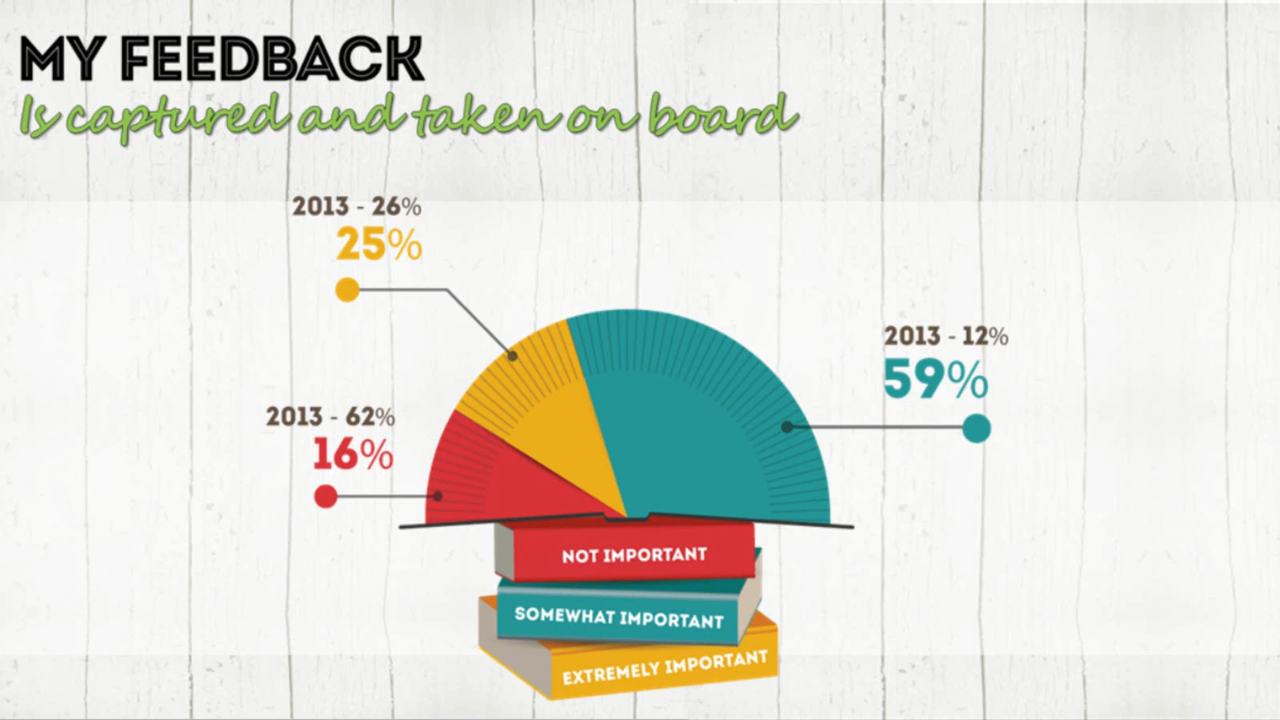 MY FEEDBACK
Is captured and taken on board
2013 - 26%
25%
2013 - 12%
59%
2013 - 62%
16%
NOT IMPORTANT
SOMEWHAT IMPORTANT
EXTREMELY IMPORTANT